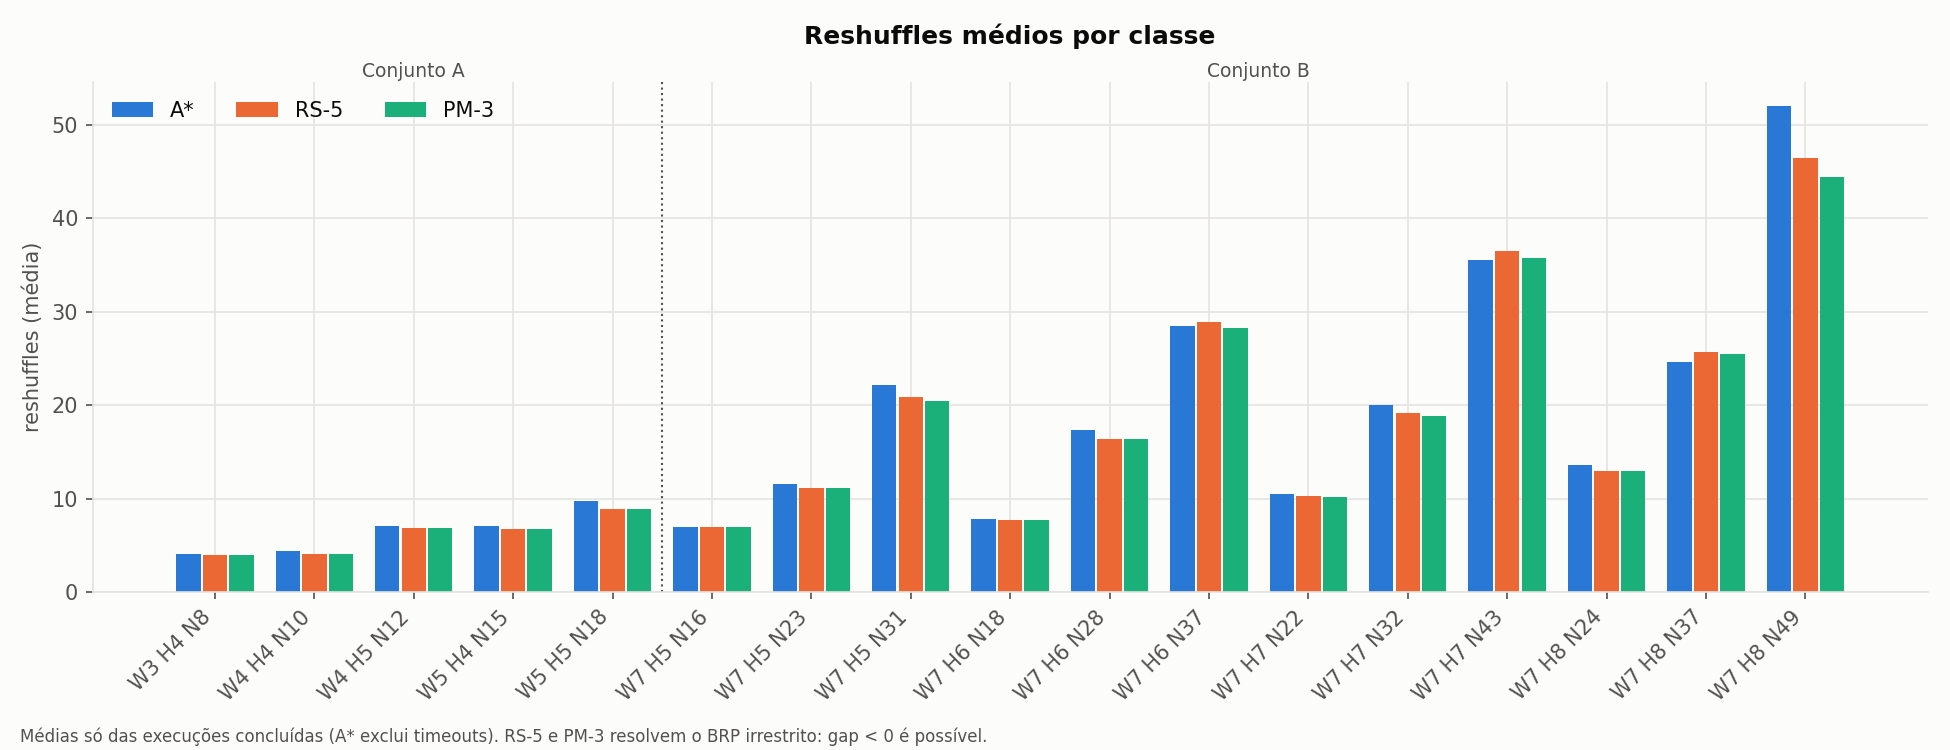 Reshuffles médios por classe
Conjunto A
Conjunto B
A*
RS-5
PM-3
reshuffles (média)
50
40
30
20
10
0
W3 H4 N8
W4 H4 N10
W4 H5 N12
W5 H4 N15
W5 H5 N18
W7 H5 N16
W7 H5 N23
W7 H5 N31
W7 H6 N18
W7 H6 N28
W7 H6 N37
W7 H7 N22
W7 H7 N32
W7 H7 N43
W7 H8 N24
W7 H8 N37
W7 H8 N49
Médias só das execuções concluídas (A* exclui timeouts). RS-5 e PM-3 resolvem o BRP irrestrito: gap < 0 é possível.